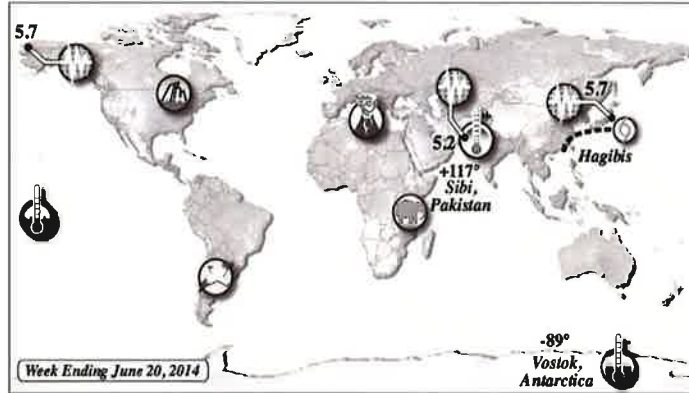 5.7
5.7
5.2
Hagibis
+117°
Sibi,
Pakistan
-89°
Vostok,
Antarctica
Week Ending June 20, 2014